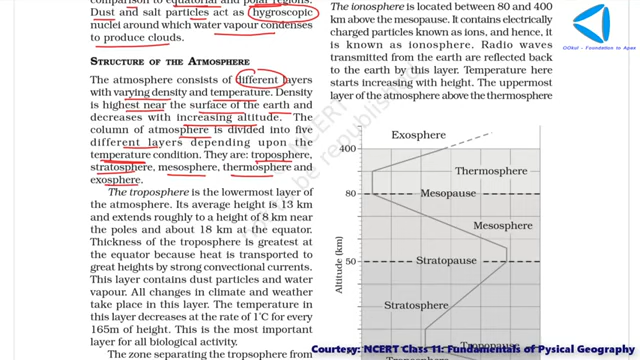 comparison to equatorial and polar regions.
Dust and salt particles act as hygroscopic
nuclei around which water vapour condenses
to produce clouds.
STRUCTURE OF THE ATMOSPHERE
The atmosphere consists of different layers
with varying density and temperature. Density
is highest near the surface of the earth and
decreases with increasing altitude. The
column of atmosphere is divided into five
different layers depending upon the
temperature condition. They are: troposphere,
stratosphere, mesosphere, thermosphere and
exosphere.
The troposphere is the lowermost layer of
the atmosphere. Its average height is 13 km
and extends roughly to a height of 8 km near
the poles and about 18 km at the equator.
Thickness of the troposphere is greatest at
the equator because heat is transported to
great heights by strong convectional currents.
This layer contains dust particles and water
vapour. All changes in climate and weather
take place in this layer. The temperature in
this layer decreases at the rate of 1°C for every
165m of height. This is the most important
layer for all biological activity.
The zone separating the troposphere from
The ionosphere is located between 80 and 400
km above the mesopause. It contains electrically
charged particles known as ions, and hence, it
is known as ionosphere. Radio waves
transmitted from the earth are reflected back
to the earth by this layer. Temperature here
starts increasing with height. The uppermost
layer of the atmosphere above the thermosphere
Exosphere
400
Thermosphere
80
Mesopause
Mesosphere
Altitude (km)
50
Stratopause
Stratosphere
Tropopause
Troposphere
NCERT
be republished
GOkul - Foundation to Apex
Courtesy: NCERT Class 11: Fundamentals of Pysical Geography